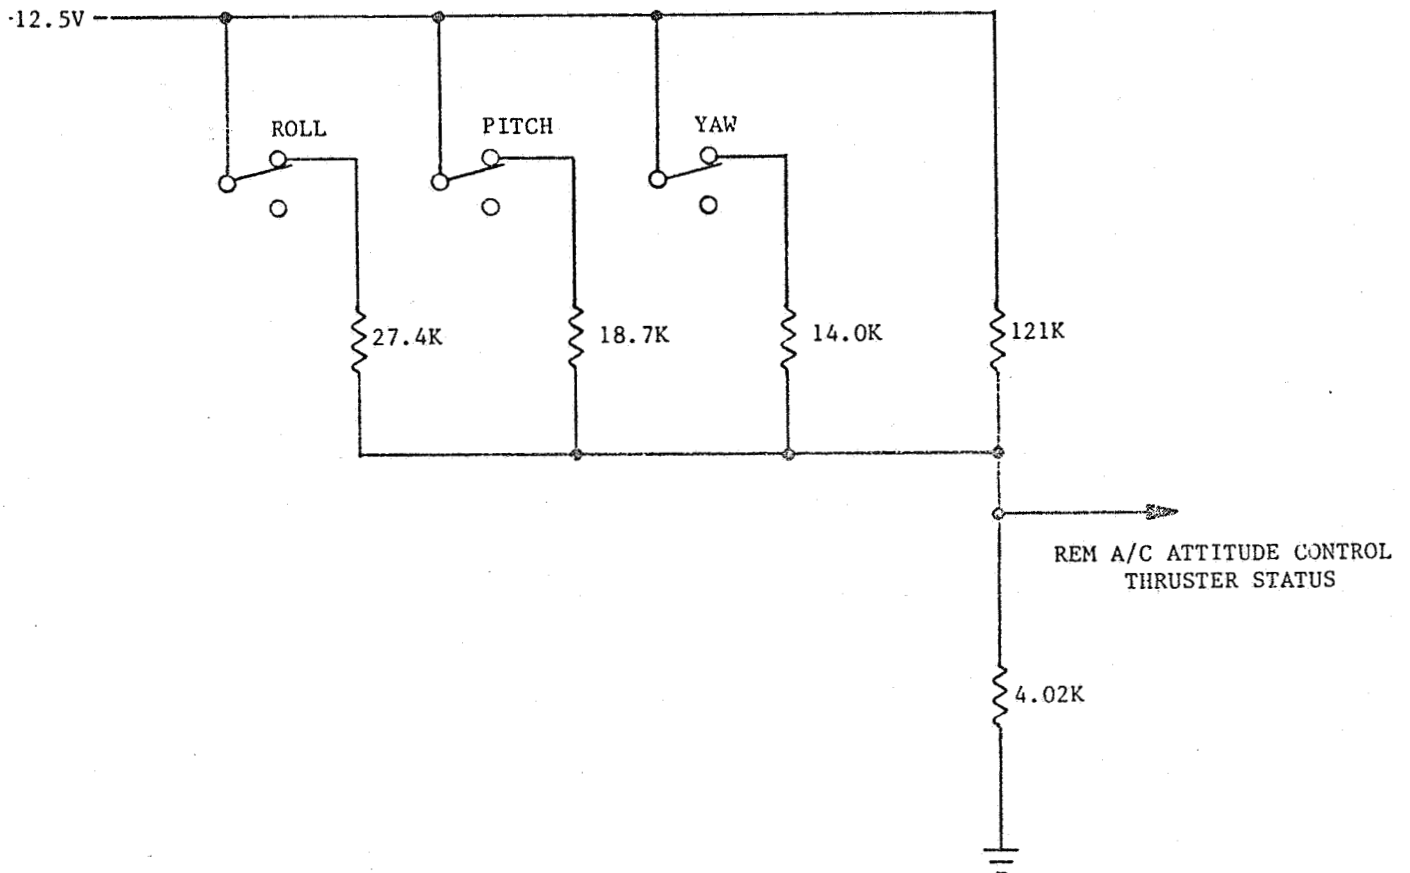 -12.5V
ROLL
PITCH
YAW
27.4K
18.7K
14.0K
121K
REM A/C ATTITUDE CONTROL
THRUSTER STATUS
4.02K